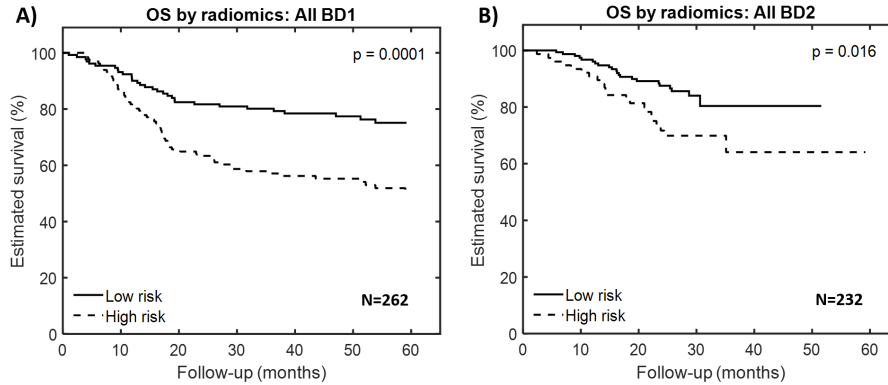 A)
OS by radiomics: All BD1
p = 0.0001
Estimated survival (%)
100
80
60
40
20
0
Low risk
High risk
N=262
0 10 20 30 40 50 60
Follow-up (months)
B)
OS by radiomics: All BD2
p = 0.016
Estimated survival (%)
100
80
60
40
20
0
Low risk
High risk
N=232
0 10 20 30 40 50 60
Follow-up (months)